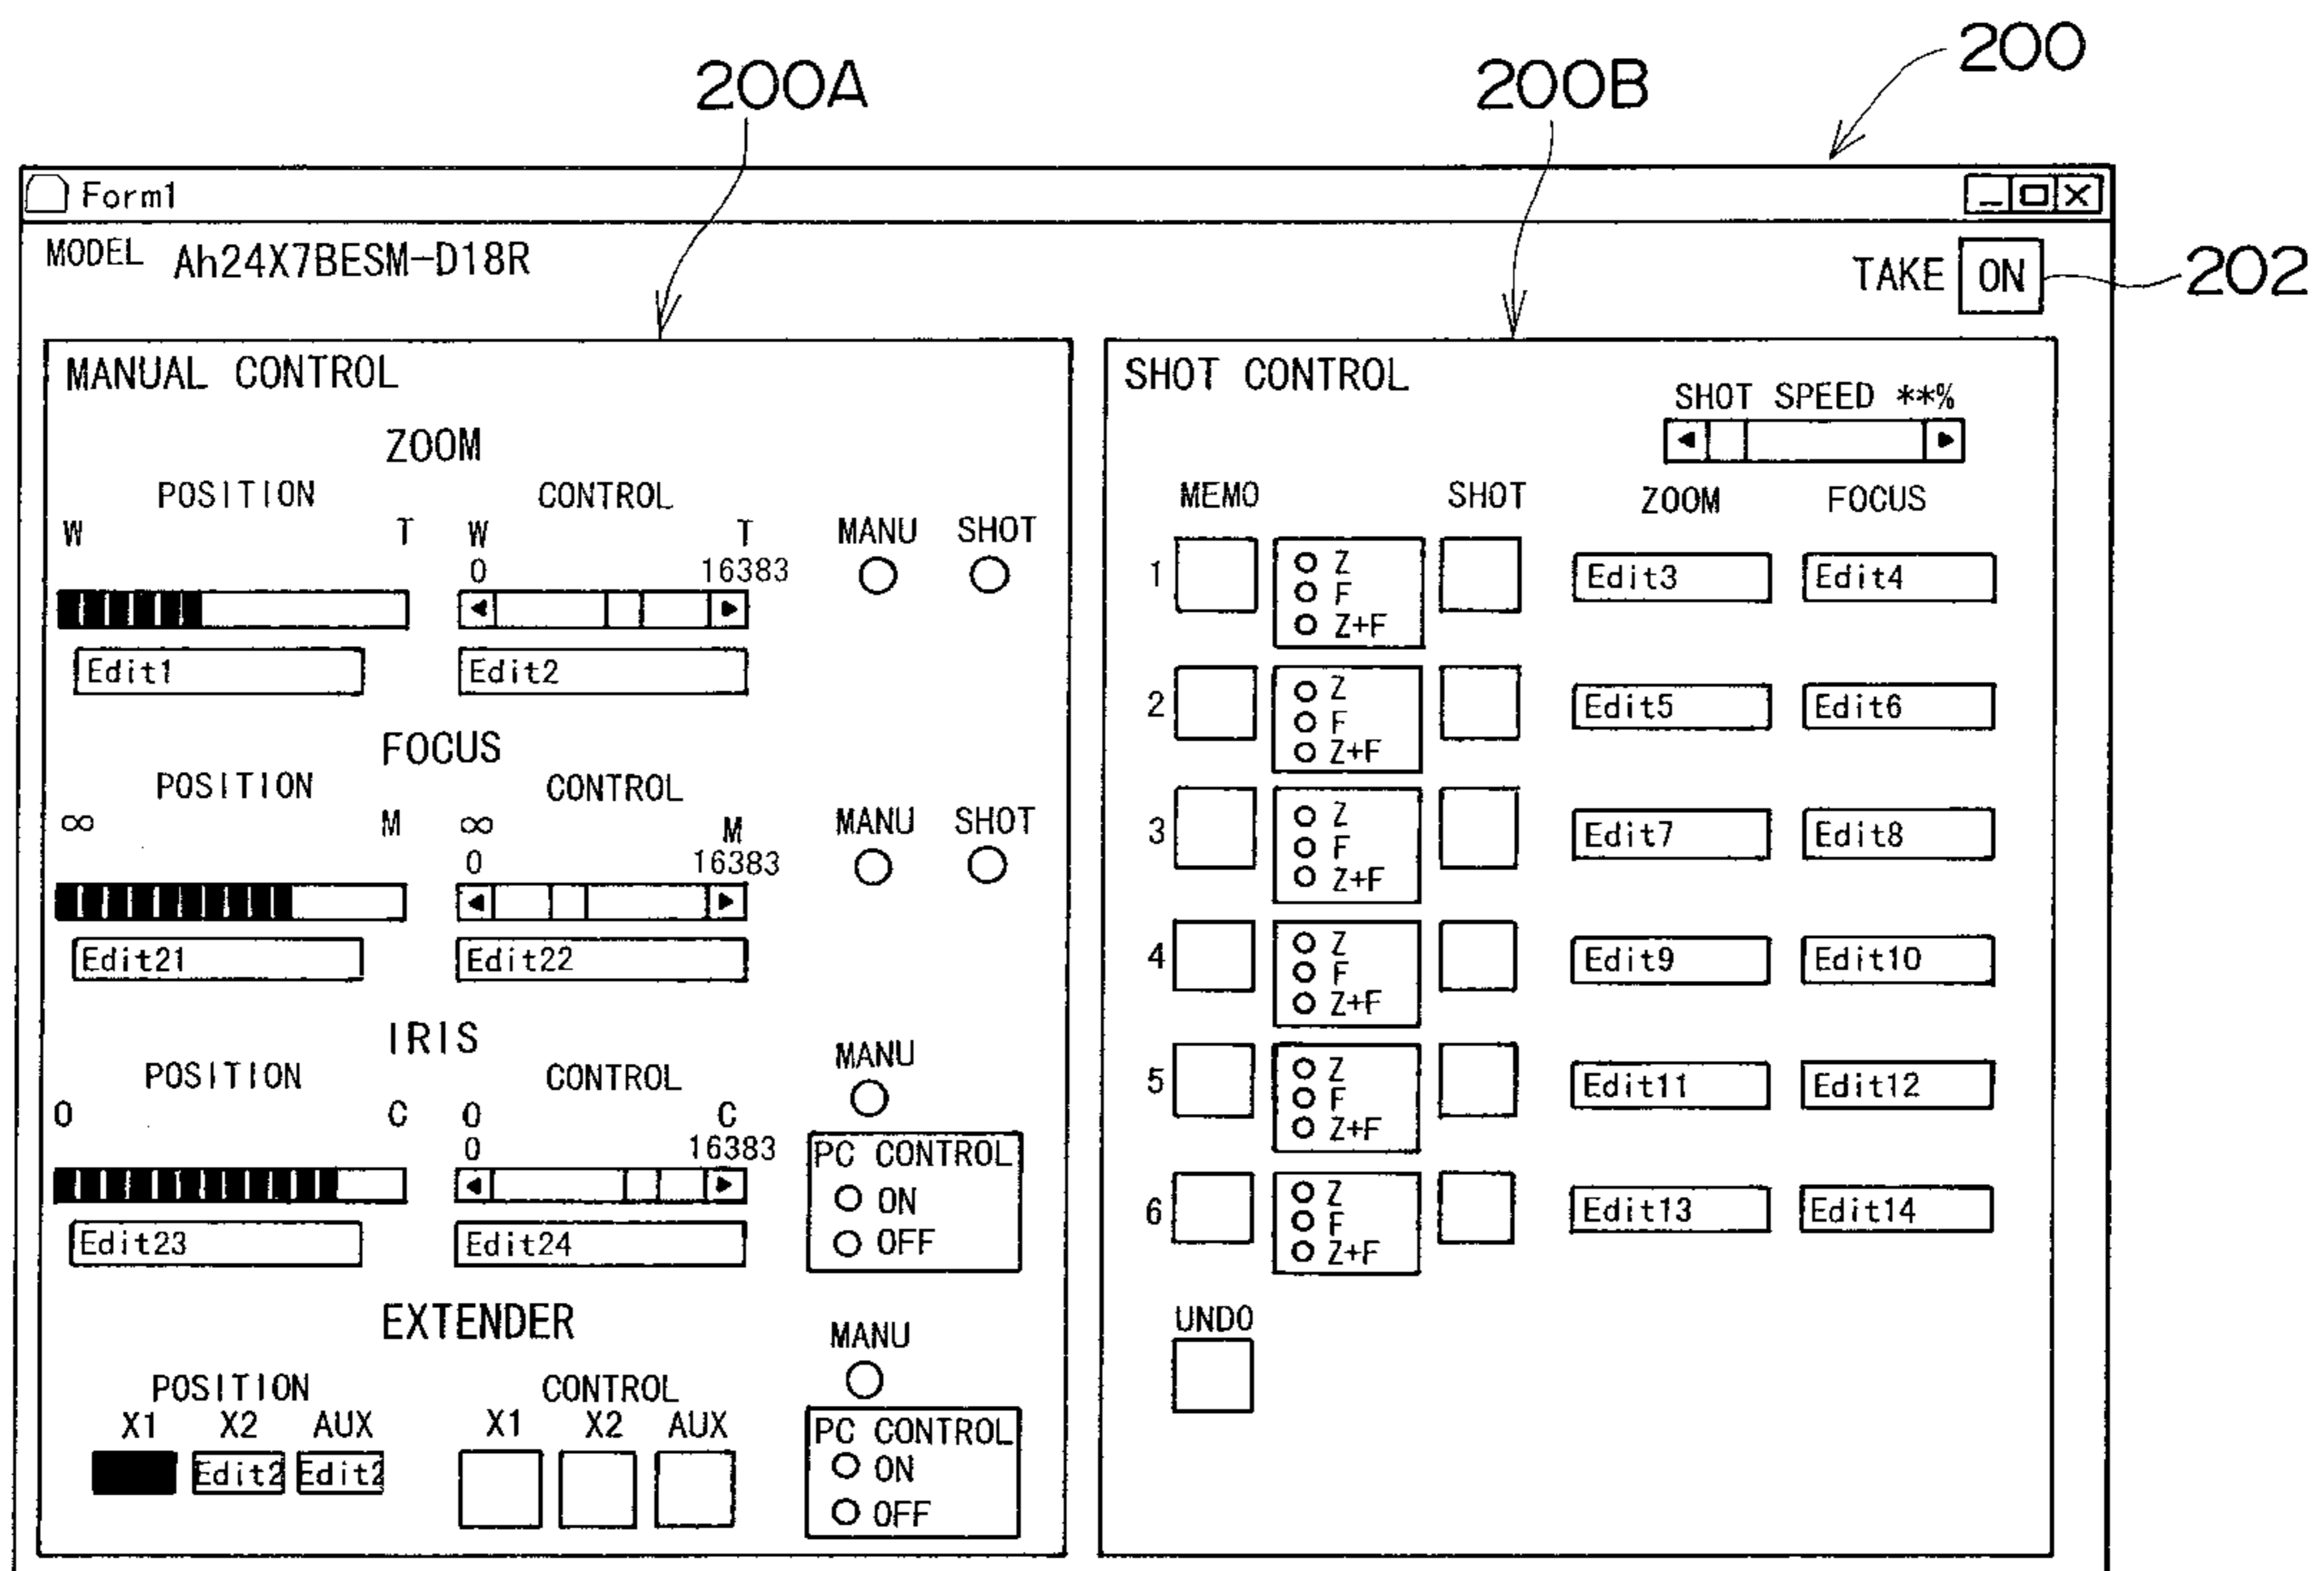 200
200A 200B
Form1
MODEL Ah24X7BESM-D18R
TAKE ON 202
MANUAL CONTROL
ZOOM
POSITION CONTROL
W T W T MANU SHOT
0 16383
Edit1 Edit2
FOCUS
POSITION CONTROL
∞ M ∞ M MANU SHOT
0 16383
Edit21 Edit22
IRIS
POSITION CONTROL MANU
O C O C
0 16383
PC CONTROL
ON
OFF
Edit23 Edit24
EXTENDER
MANU
POSITION CONTROL
X1 X2 AUX X1 X2 AUX
Edit2 Edit2
PC CONTROL
ON
OFF
SHOT CONTROL
SHOT SPEED **%
MEMO SHOT ZOOM FOCUS
1 Z Edit3 Edit4
F
Z+F
2 Z Edit5 Edit6
F
Z+F
3 Z Edit7 Edit8
F
Z+F
4 Z Edit9 Edit10
F
Z+F
5 Z Edit11 Edit12
F
Z+F
6 Z Edit13 Edit14
F
Z+F
UNDO